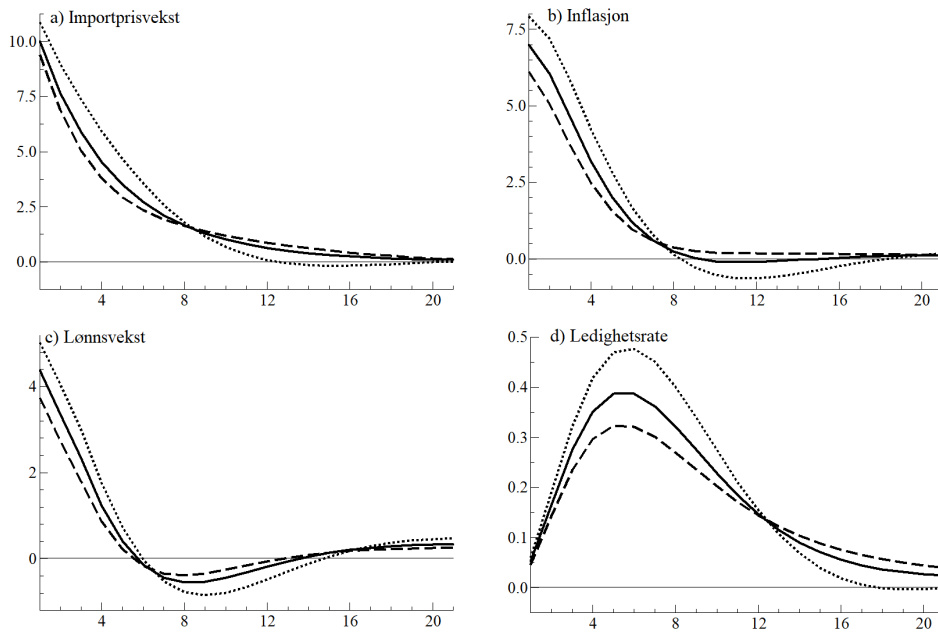 a) Importprisvekst
10.0
7.5
5.0
2.5
0.0
4 8 12 16 20
b) Inflasjon
7.5
5.0
2.5
0.0
4 8 12 16 20
c) Lønnsvekst
4
2
0
4 8 12 16 20
d) Ledighetsrate
0.5
0.4
0.3
0.2
0.1
0.0
4 8 12 16 20